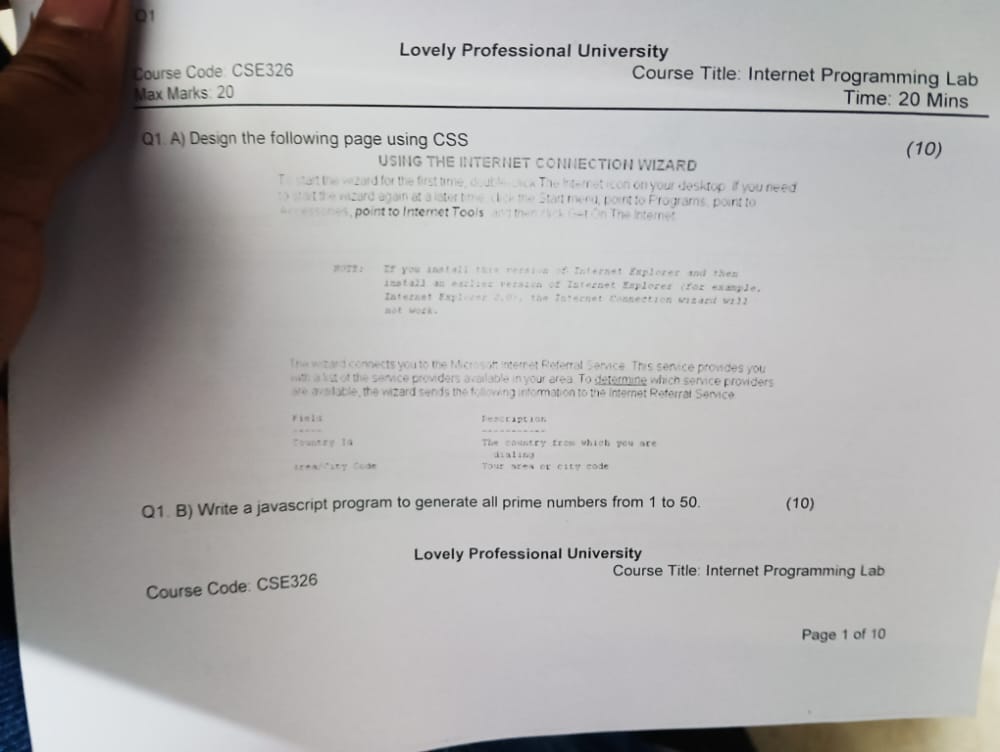 Q1
Lovely Professional University
Course Code: CSE326
Course Title: Internet Programming Lab
Max Marks: 20
Time: 20 Mins
Q1. A) Design the following page using CSS
(10)
USING THE INTERNET CONNECTION WIZARD
To start the wizard for the first time, double-click The Internet icon on your desktop. If you need
to start the wizard again at a later time, click the Start menu, point to Programs, point to
Accessories, point to Internet Tools, and then click Get On The Internet.
NOTE: If you install this version of Internet Explorer and then
install an earlier version of Internet Explorer (for example,
Internet Explorer 2.0), the Internet Connection wizard will
not work.
The wizard connects you to the Microsoft Internet Referral Service. This service provides you
with a list of the service providers available in your area. To determine which service providers
are available, the wizard sends the following information to the Internet Referral Service.
Field Description
----- -----------
Country Id The country from which you are
dialing
Area/City Code Your area or city code
Q1. B) Write a javascript program to generate all prime numbers from 1 to 50.
(10)
Lovely Professional University
Course Title: Internet Programming Lab
Course Code: CSE326
Page 1 of 10